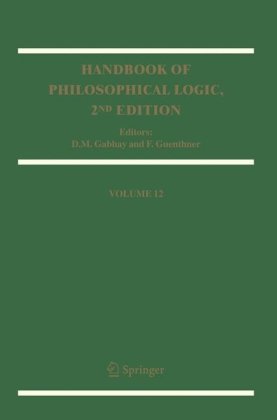 HANDBOOK OF
PHILOSOPHICAL LOGIC,
2ND EDITION
Editors:
D.M. Gabbay and F. Guenthner
VOLUME 12
Springer